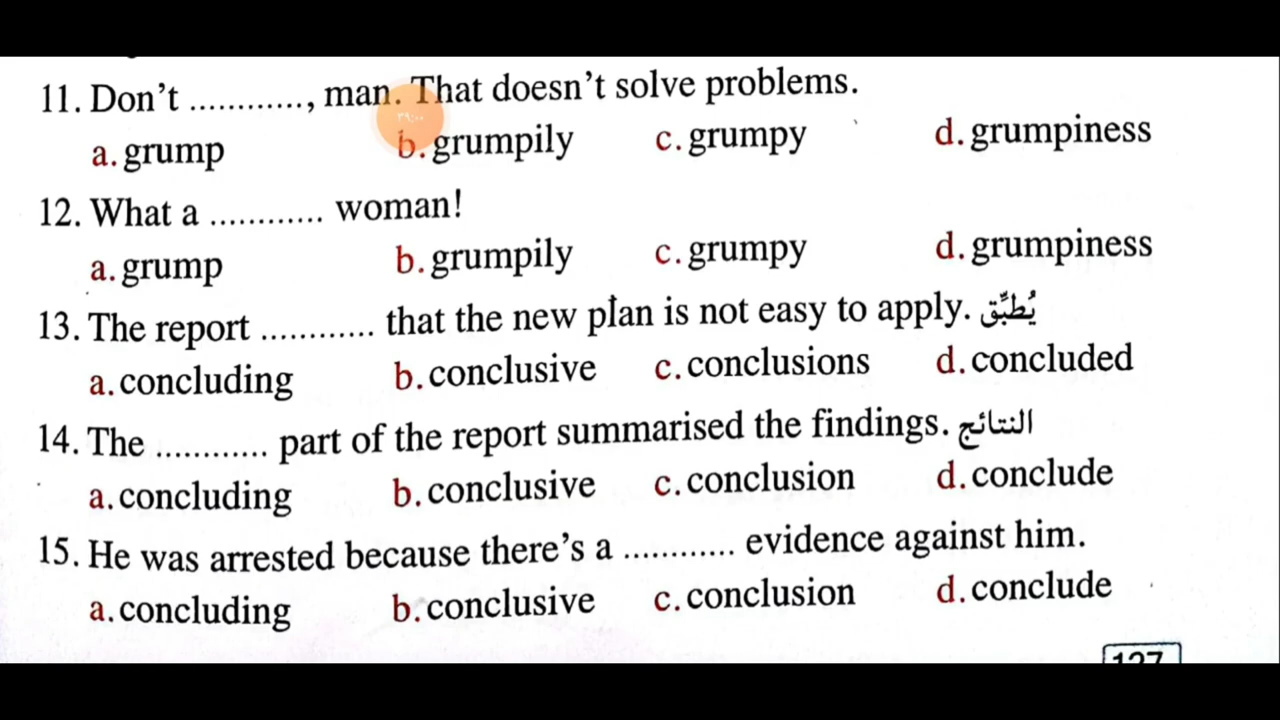 11. Don't ............, man. That doesn't solve problems.
a. grump b. grumpily c. grumpy d. grumpiness
12. What a ............ woman!
a. grump b. grumpily c. grumpy d. grumpiness
13. The report ............ that the new plan is not easy to apply. يُطبِّق
a. concluding b. conclusive c. conclusions d. concluded
14. The ............ part of the report summarised the findings. النتائج
a. concluding b. conclusive c. conclusion d. conclude
15. He was arrested because there's a ............ evidence against him.
a. concluding b. conclusive c. conclusion d. conclude
127